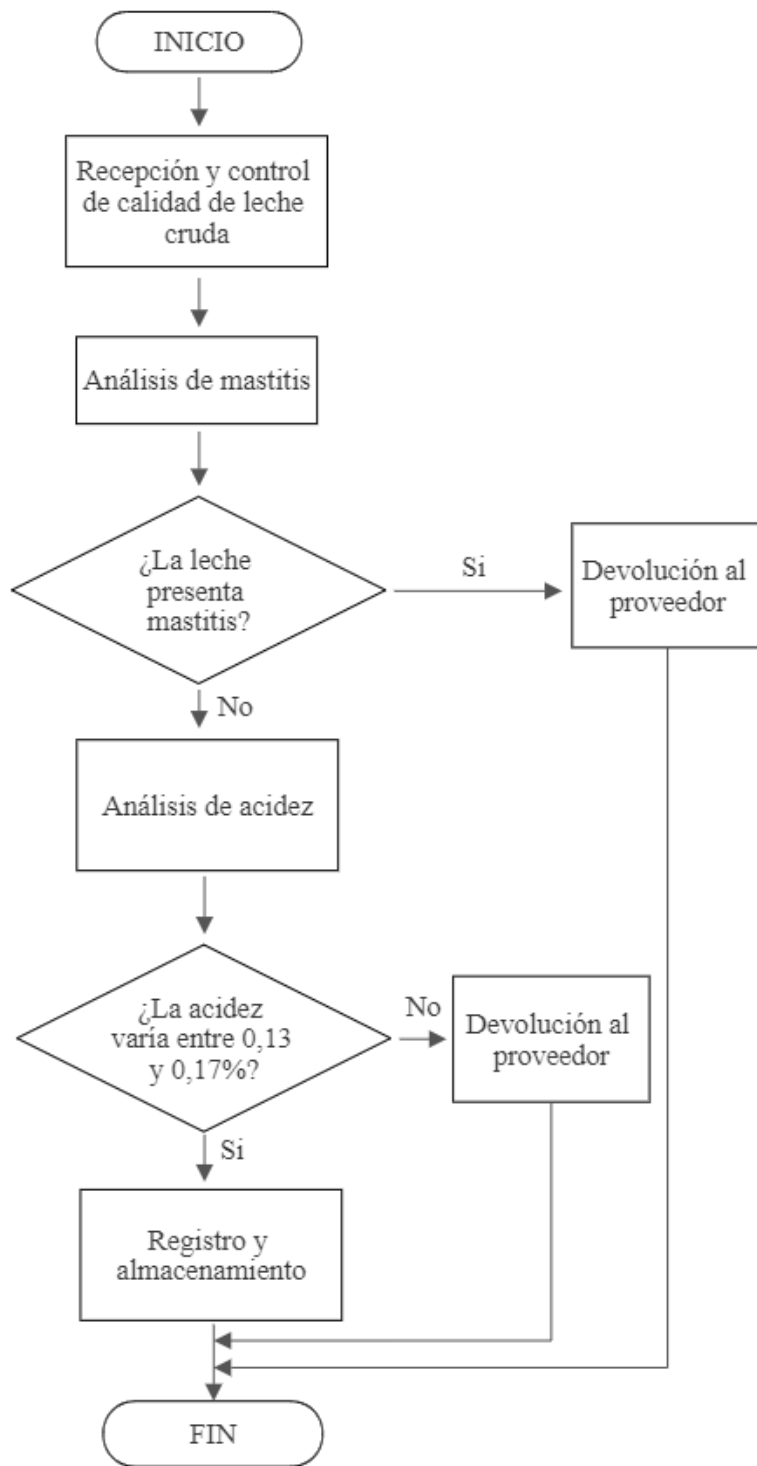 INICIO
Recepción y control
de calidad de leche
cruda
Análisis de mastitis
¿La leche
presenta
mastitis?
Si
Devolución al
proveedor
No
Análisis de acidez
¿La acidez
varía entre 0,13
y 0,17%?
No
Devolución al
proveedor
Si
Registro y
almacenamiento
FIN